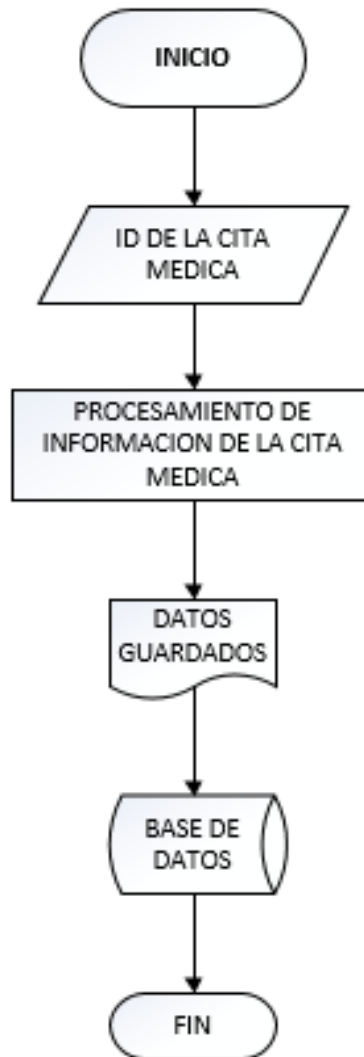 INICIO
ID DE LA CITA
MEDICA
PROCESAMIENTO DE
INFORMACION DE LA CITA
MEDICA
DATOS
GUARDADOS
BASE DE
DATOS
FIN